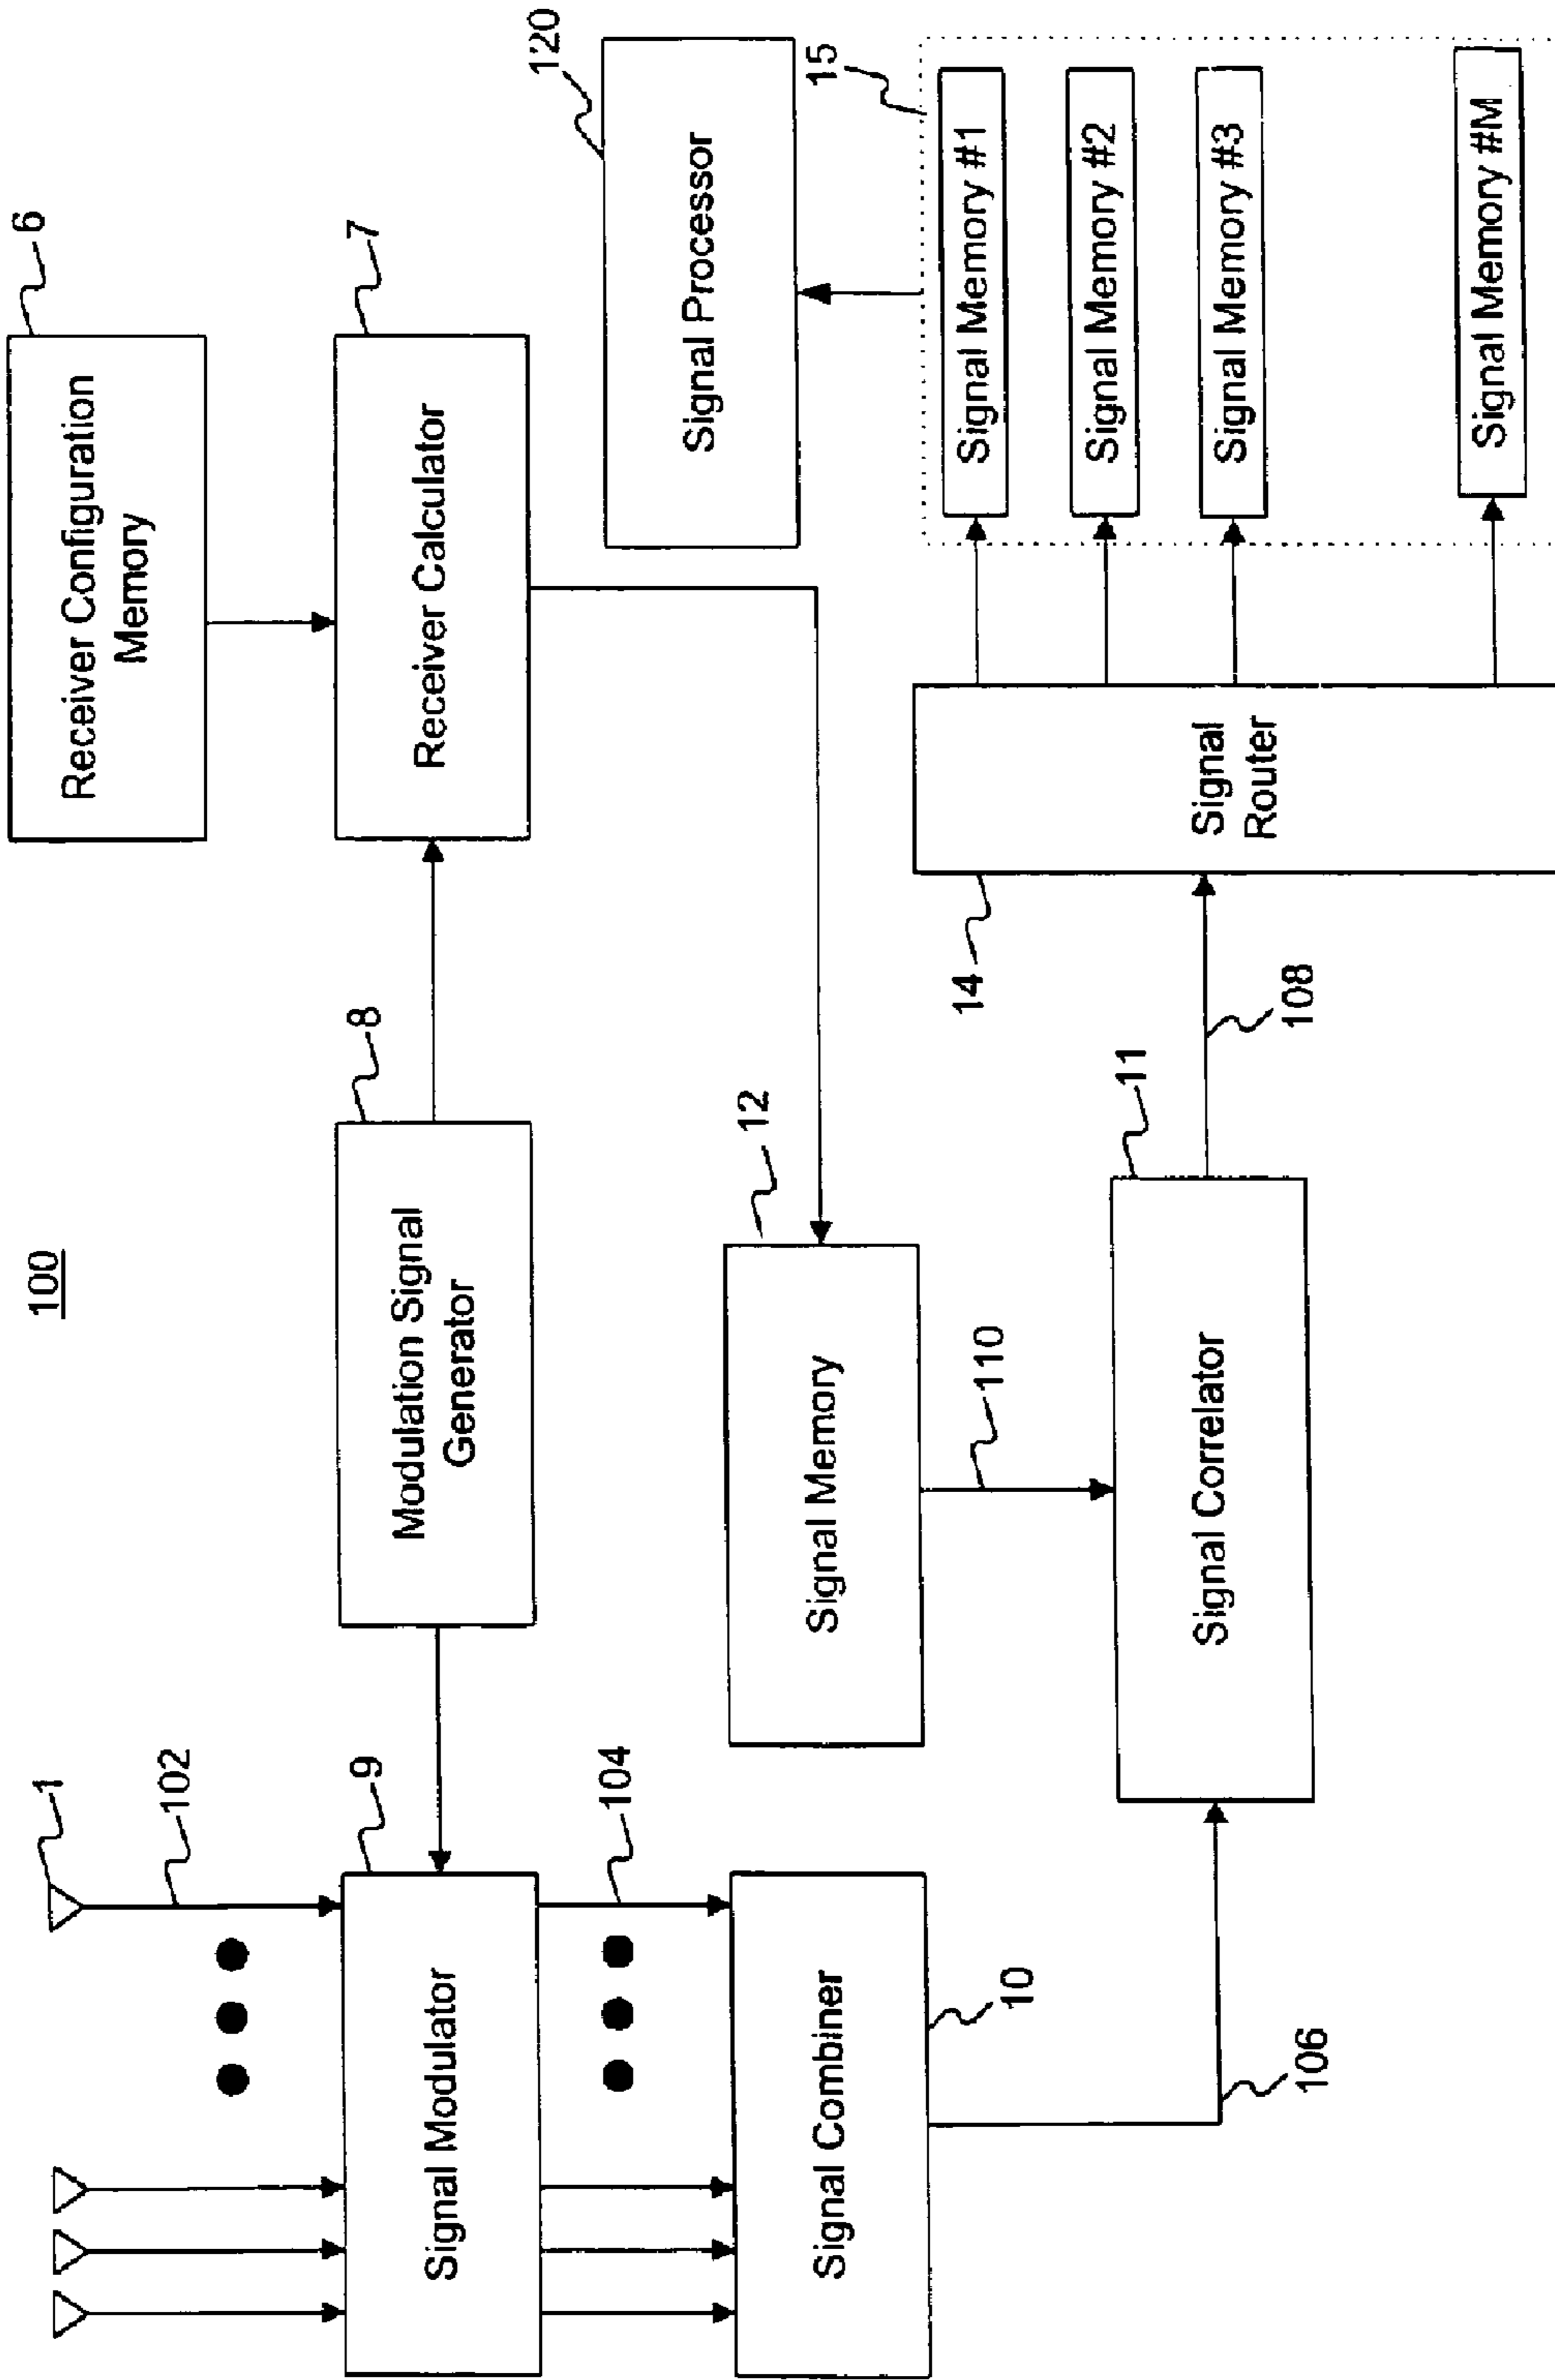 100
1
102
Signal Modulator
9
104
Signal Combiner
10
106
Modulation Signal
Generator
8
Receiver Configuration
Memory
6
Receiver Calculator
7
Signal Memory
12
110
Signal Correlator
11
108
Signal
Router
14
Signal Processor
120
15
Signal Memory #1
Signal Memory #2
Signal Memory #3
Signal Memory #M